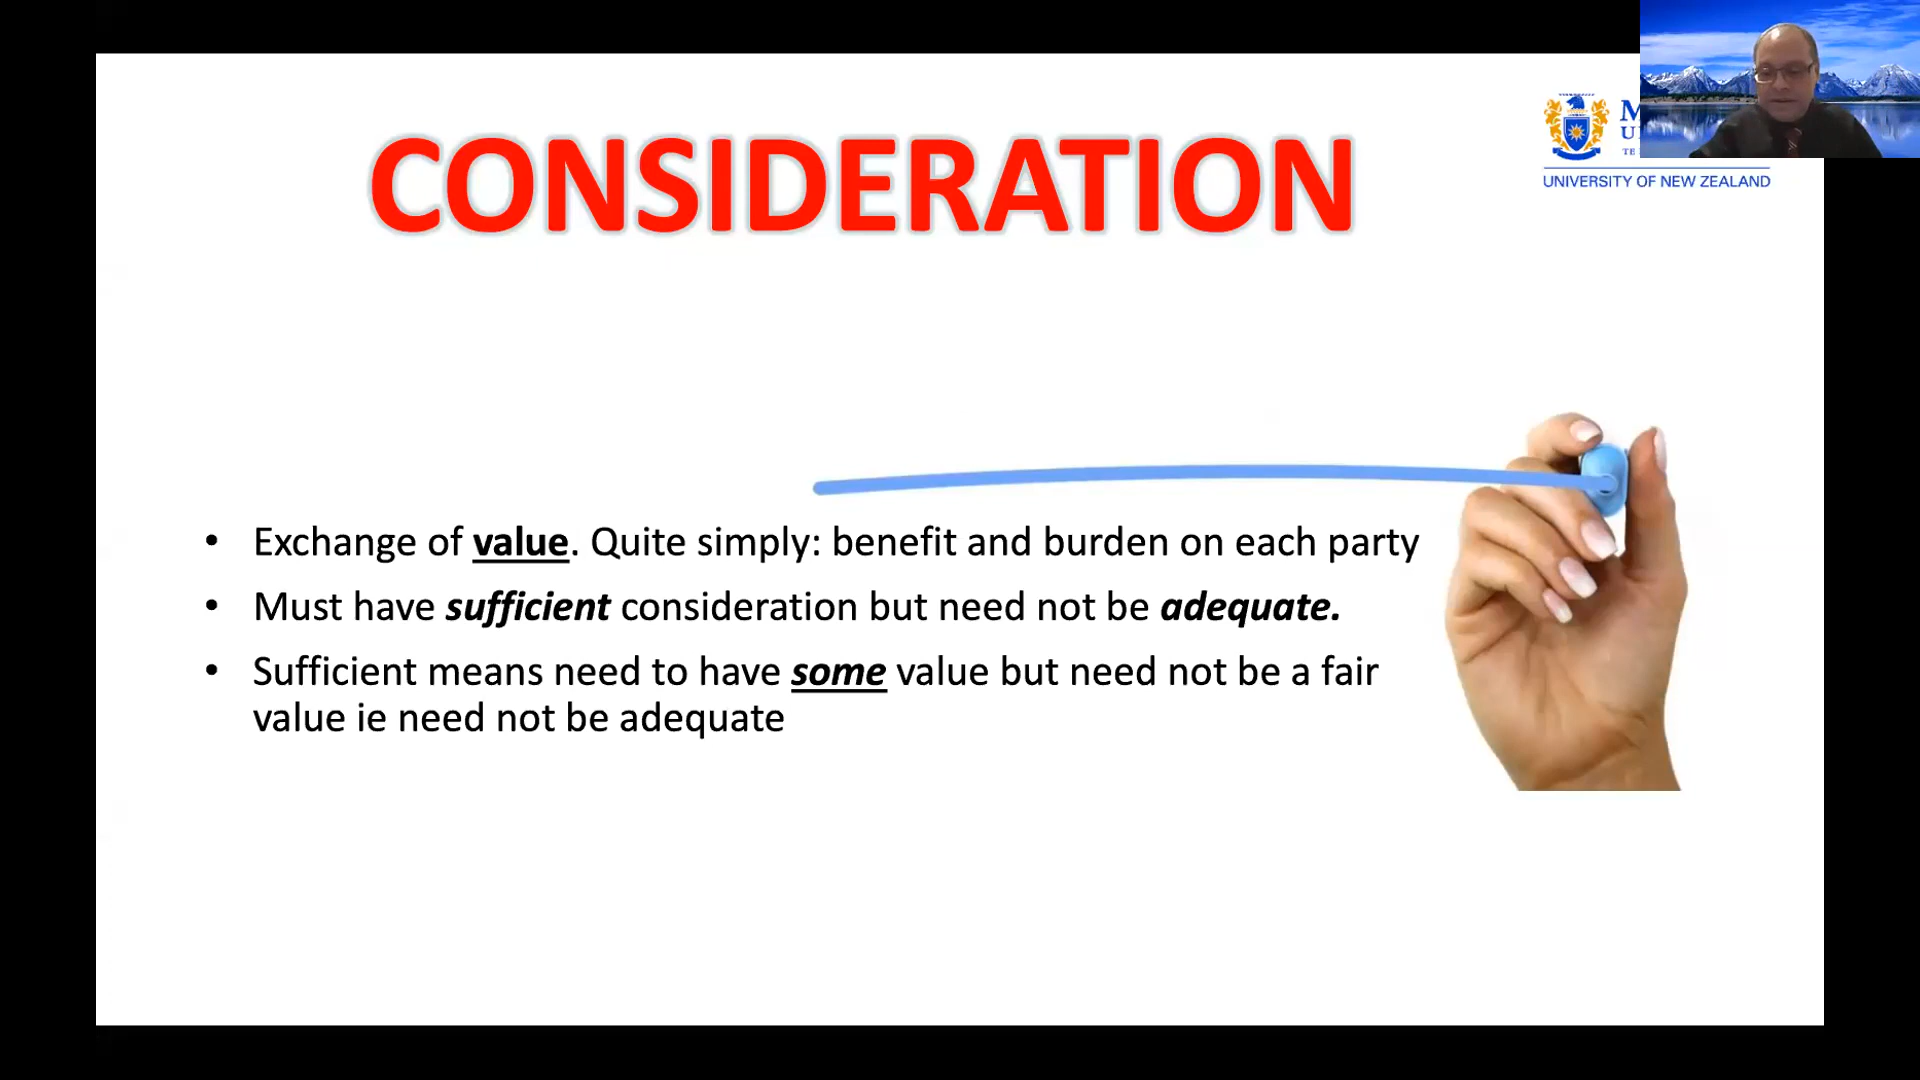 CONSIDERATION
UNIVERSITY OF NEW ZEALAND
• Exchange of value. Quite simply: benefit and burden on each party
• Must have sufficient consideration but need not be adequate.
• Sufficient means need to have some value but need not be a fair
value ie need not be adequate